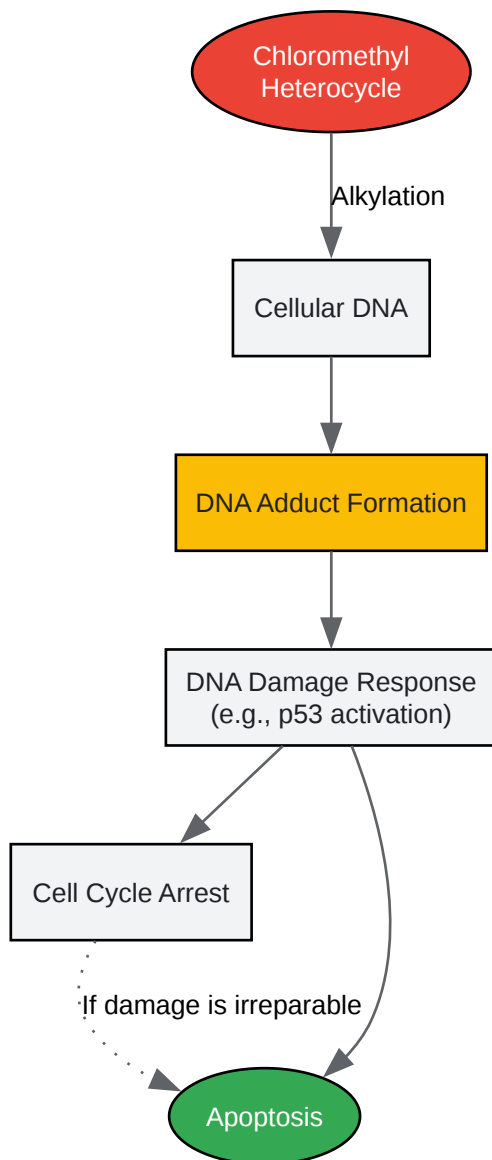 Chloromethyl
Heterocycle
Alkylation
Cellular DNA
DNA Adduct Formation
DNA Damage Response
(e.g., p53 activation)
Cell Cycle Arrest
If damage is irreparable
Apoptosis